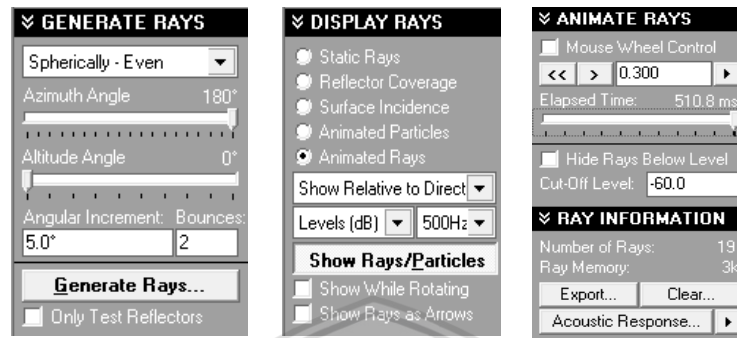 GENERATE RAYS
Spherically - Even
Azimuth Angle 180°
Altitude Angle 0°
Angular Increment: Bounces:
5.0° 2
Generate Rays...
Only Test Reflectors
DISPLAY RAYS
Static Rays
Reflector Coverage
Surface Incidence
Animated Particles
Animated Rays
Show Relative to Direct
Levels (dB) 500Hz
Show Rays/Particles
Show While Rotating
Show Rays as Arrows
ANIMATE RAYS
Mouse Wheel Control
<< > 0.300
Elapsed Time: 510.8 ms
Hide Rays Below Level
Cut-Off Level: -60.0
RAY INFORMATION
Number of Rays: 19
Ray Memory: 3k
Export... Clear...
Acoustic Response...